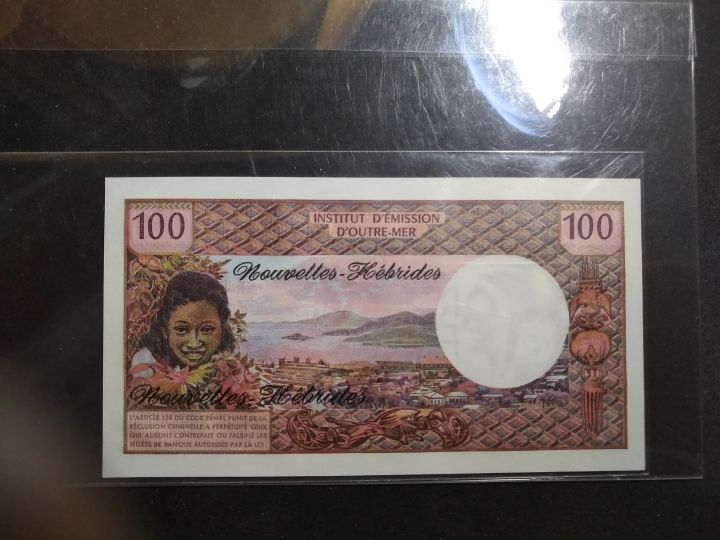 100
INSTITUT D'ÉMISSION
D'OUTRE-MER
100
Nouvelles-Hébrides
Nouvelles-Hébrides
L'ARTICLE 139 DU CODE PÉNAL PUNIT DE LA
RÉCLUSION CRIMINELLE A PERPÉTUITÉ CEUX
QUI AURONT CONTREFAIT OU FALSIFIÉ LES
BILLETS DE BANQUE AUTORISÉS PAR LA LOI.